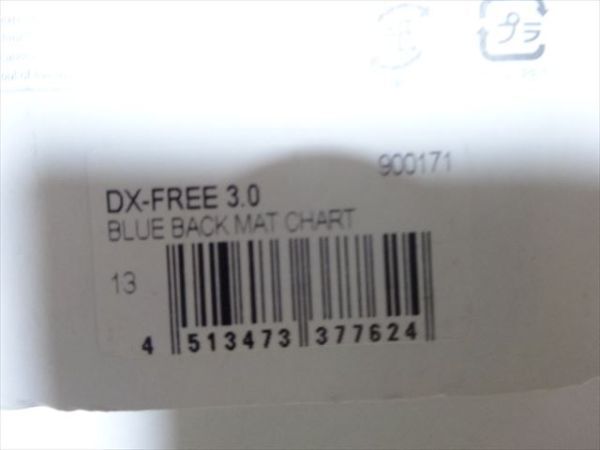 プラ
900171
DX-FREE 3.0
BLUE BACK MAT CHART
13
4 513473 377624